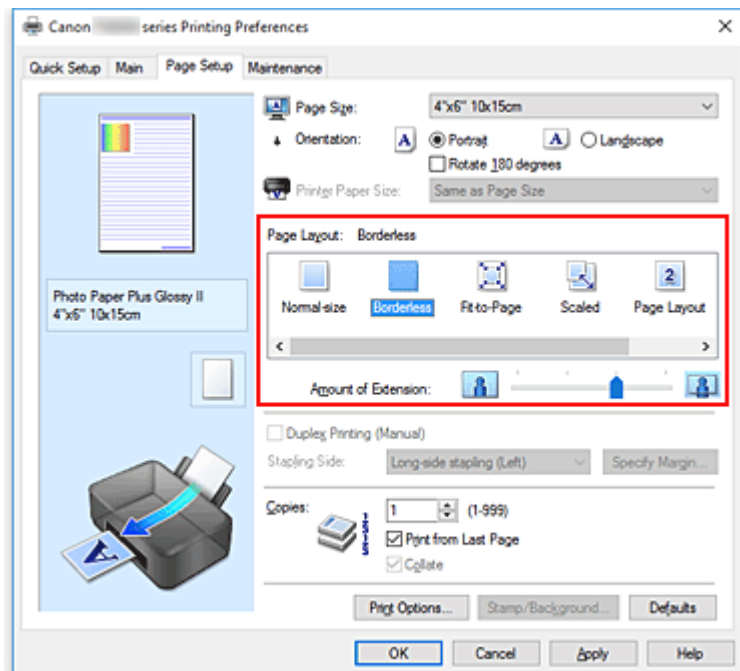 Canon series Printing Preferences
Quick Setup Main Page Setup Maintenance
Page Size: 4"x6" 10x15cm
Orientation: A Portrait A Landscape
Rotate 180 degrees
Printer Paper Size: Same as Page Size
Page Layout: Borderless
2
Normal-size Borderless Fit-to-Page Scaled Page Layout
Photo Paper Plus Glossy II
4"x6" 10x15cm
Amount of Extension:
Duplex Printing (Manual)
Stapling Side: Long-side stapling (Left) Specify Margin...
Copies: 1 (1-999)
Print from Last Page
Collate
A
Print Options... Stamp/Background... Defaults
OK Cancel Apply Help